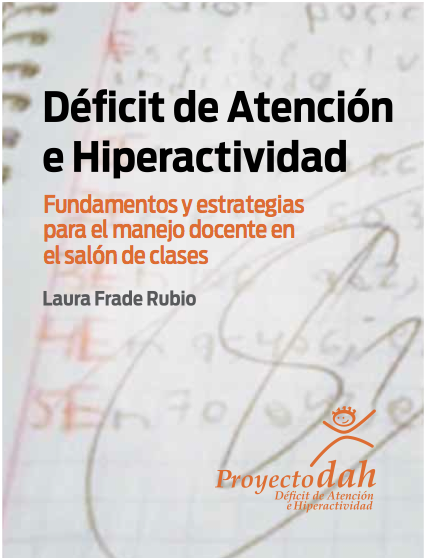 Déficit de Atención
e Hiperactividad
Fundamentos y estrategias
para el manejo docente en
el salón de clases
Laura Frade Rubio
Proyecto dah
Déficit de Atención
e Hiperactividad